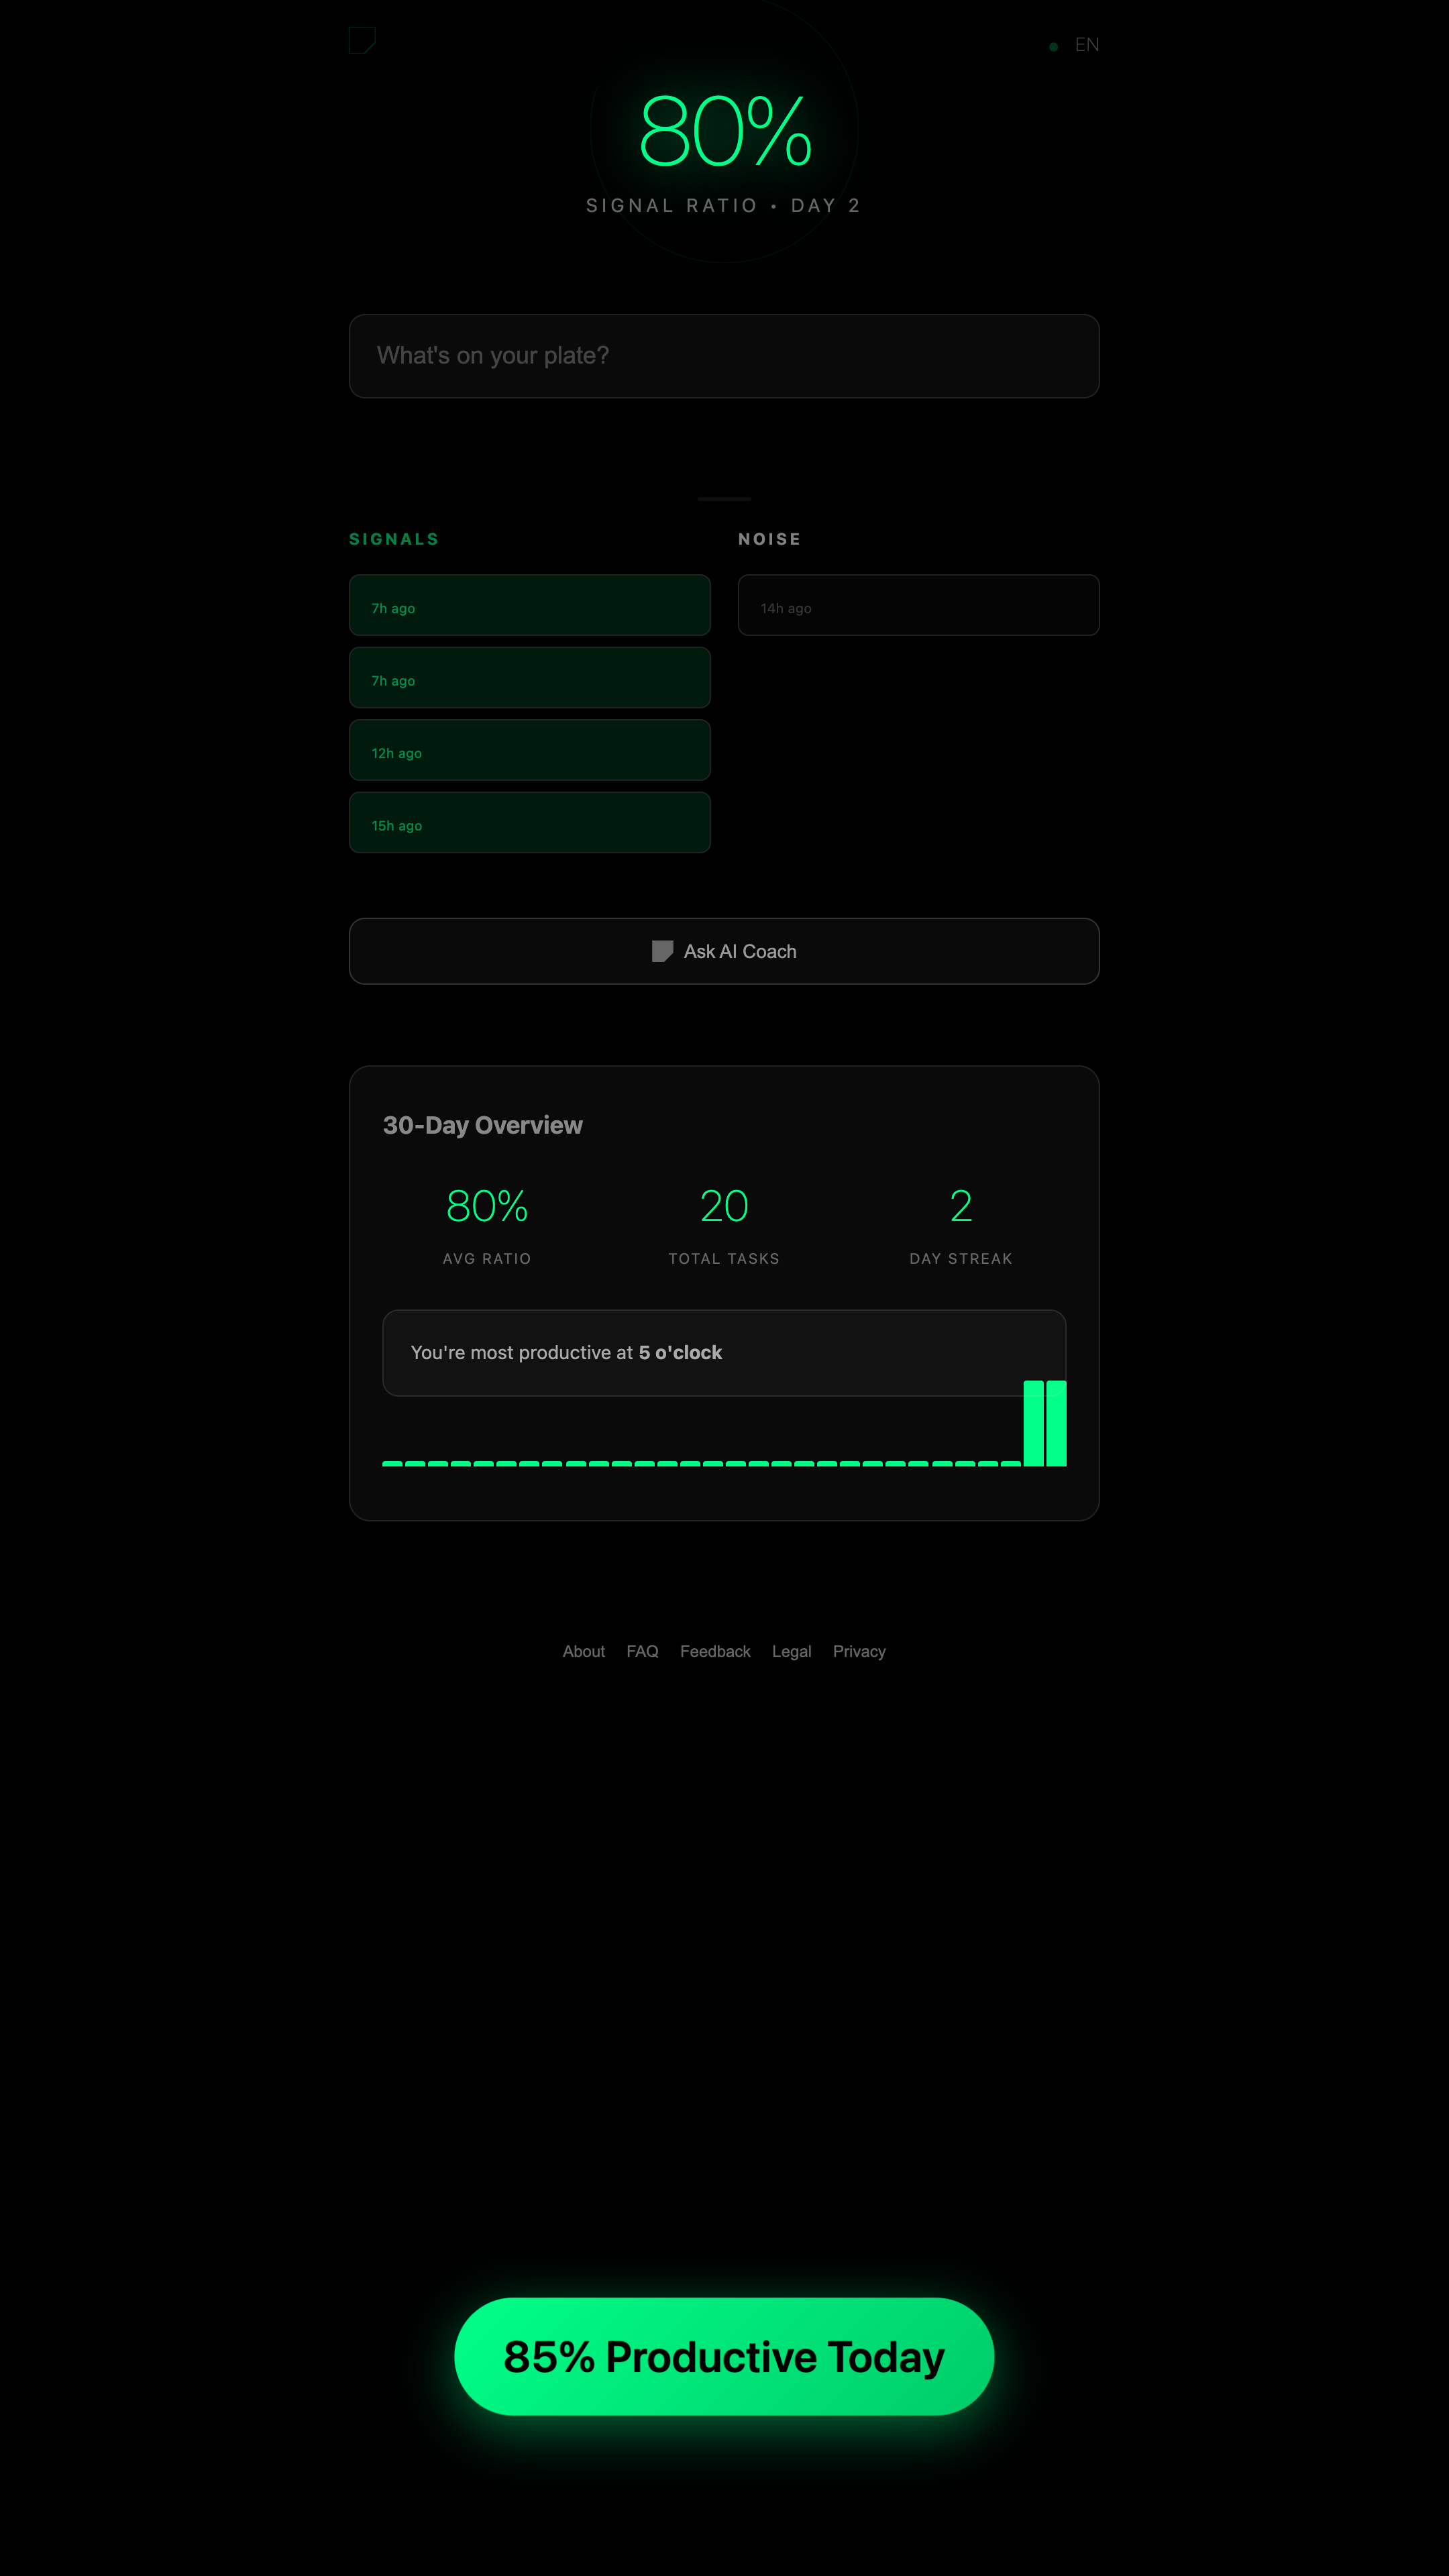 EN
80%
SIGNAL RATIO • DAY 2
What's on your plate?
SIGNALS
7h ago
7h ago
12h ago
15h ago
NOISE
14h ago
Ask AI Coach
30-Day Overview
80%
AVG RATIO
20
TOTAL TASKS
2
DAY STREAK
You're most productive at 5 o'clock
About FAQ Feedback Legal Privacy
85% Productive Today